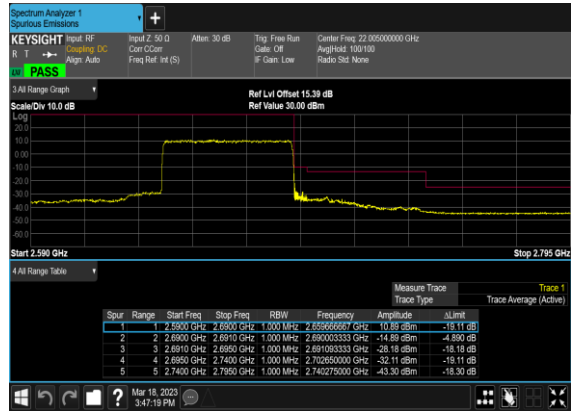 Spectrum Analyzer 1
Spurious Emissions
+
KEYSIGHT
R T
Input: RF
Coupling: DC
Align: Auto
Input Z: 50 Ω
Corr CCorr
Freq Ref: Int (S)
Atten: 30 dB
Trig: Free Run
Gate: Off
IF Gain: Low
Center Freq: 22.005000000 GHz
Avg|Hold: 100/100
Radio Std: None
PASS
3 All Range Graph
Scale/Div 10.0 dB
Ref Lvl Offset 15.39 dB
Ref Value 30.00 dBm
Log
20.0
10.0
0.00
-10.0
-20.0
-30.0
-40.0
-50.0
-60.0
Start 2.590 GHz
Stop 2.795 GHz
4 All Range Table
Measure Trace Trace 1
Trace Type Trace Average (Active)
Spur Range Start Freq Stop Freq RBW Frequency Amplitude ΔLimit
1 1 2.5900 GHz 2.6900 GHz 1.000 MHz 2.659666667 GHz 10.89 dBm -19.11 dB
2 2 2.6900 GHz 2.6910 GHz 1.000 MHz 2.690003333 GHz -14.89 dBm -4.890 dB
3 3 2.6910 GHz 2.6950 GHz 1.000 MHz 2.691093333 GHz -28.18 dBm -18.18 dB
4 4 2.6950 GHz 2.7400 GHz 1.000 MHz 2.702650000 GHz -32.11 dBm -19.11 dB
5 5 2.7400 GHz 2.7950 GHz 1.000 MHz 2.740275000 GHz -43.30 dBm -18.30 dB
?
Mar 18, 2023
3:47:19 PM